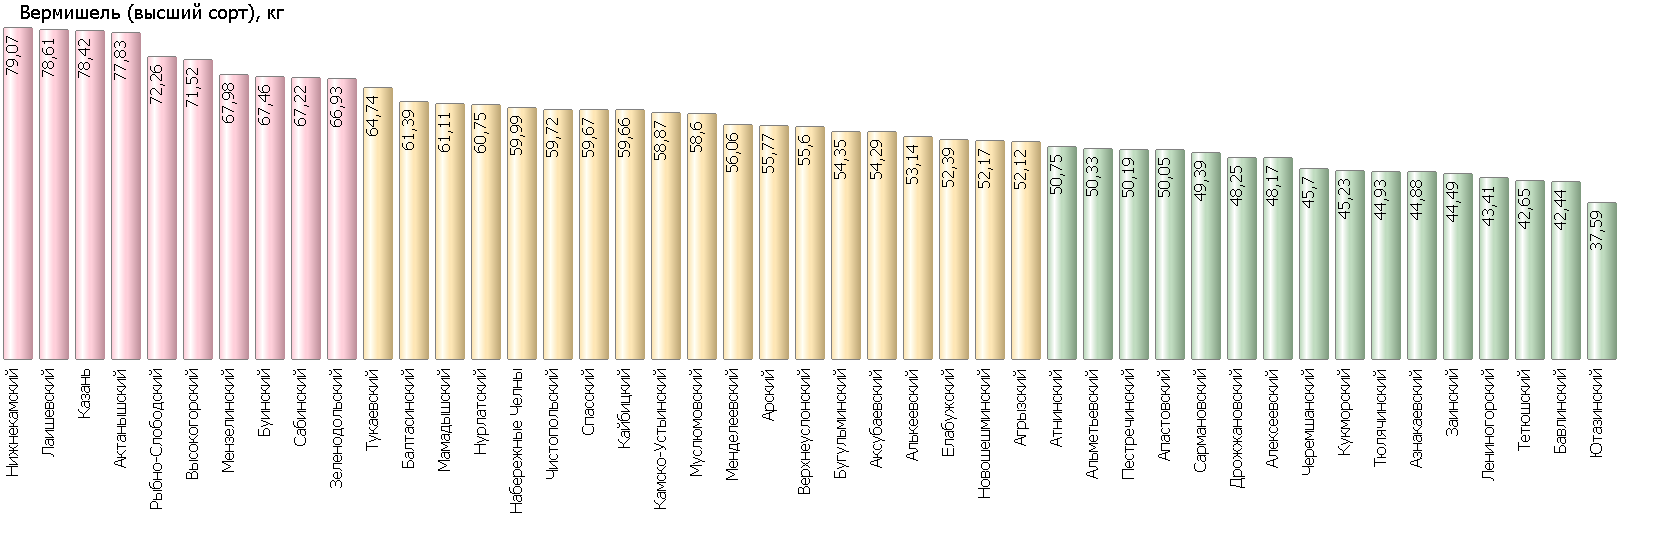 Вермишель (высший сорт), кг
79,07
78,61
78,42
77,83
72,26
71,52
67,98
67,46
67,22
66,93
64,74
61,39
61,11
60,75
59,99
59,72
59,67
59,66
58,87
58,6
56,06
55,77
55,6
54,35
54,29
53,14
52,39
52,17
52,12
50,75
50,33
50,19
50,05
49,39
48,25
48,17
45,7
45,23
44,93
44,88
44,49
43,41
42,65
42,44
37,59
Нижнекамский
Лаишевский
Казань
Актанышский
Рыбно-Слободский
Высокогорский
Мензелинский
Буинский
Сабинский
Зеленодольский
Тукаевский
Балтасинский
Мамадышский
Нурлатский
Набережные Челны
Чистопольский
Спасский
Кайбицкий
Камско-Устьинский
Муслюмовский
Менделеевский
Арский
Верхнеуслонский
Бугульминский
Аксубаевский
Алькеевский
Елабужский
Новошешминский
Агрызский
Атнинский
Альметьевский
Пестречинский
Апастовский
Сармановский
Дрожжановский
Алексеевский
Черемшанский
Кукморский
Тюлячинский
Азнакаевский
Заинский
Лениногорский
Тетюшский
Бавлинский
Ютазинский